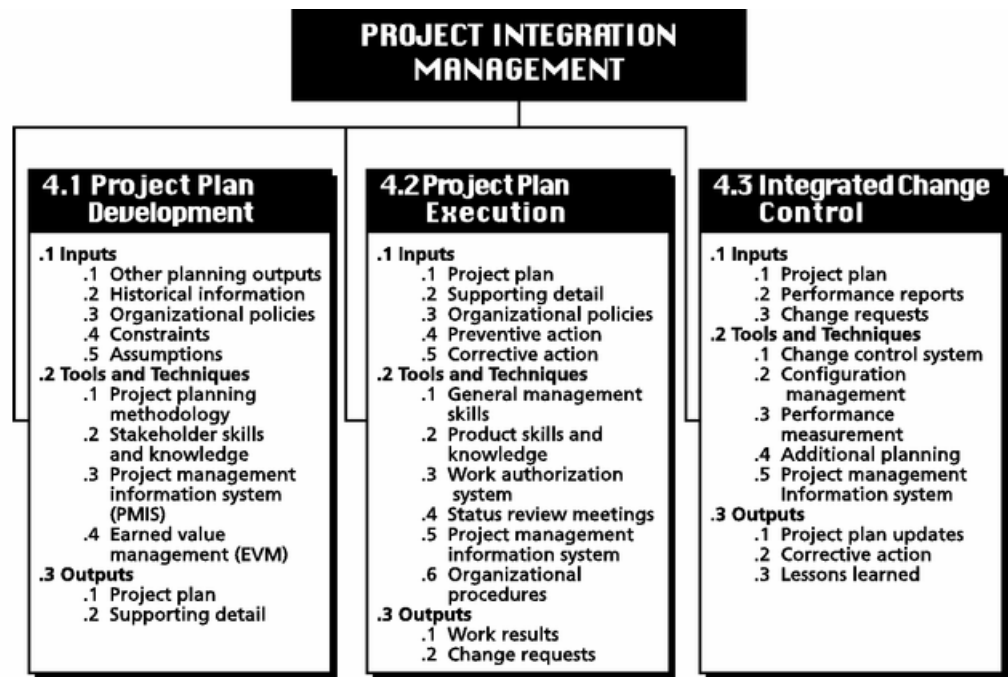 PROJECT INTEGRATION
MANAGEMENT
4.1 Project Plan
Development
.1 Inputs
.1 Other planning outputs
.2 Historical information
.3 Organizational policies
.4 Constraints
.5 Assumptions
.2 Tools and Techniques
.1 Project planning
methodology
.2 Stakeholder skills
and knowledge
.3 Project management
information system
(PMIS)
.4 Earned value
management (EVM)
.3 Outputs
.1 Project plan
.2 Supporting detail
4.2 Project Plan
Execution
.1 Inputs
.1 Project plan
.2 Supporting detail
.3 Organizational policies
.4 Preventive action
.5 Corrective action
.2 Tools and Techniques
.1 General management
skills
.2 Product skills and
knowledge
.3 Work authorization
system
.4 Status review meetings
.5 Project management
information system
.6 Organizational
procedures
.3 Outputs
.1 Work results
.2 Change requests
4.3 Integrated Change
Control
.1 Inputs
.1 Project plan
.2 Performance reports
.3 Change requests
.2 Tools and Techniques
.1 Change control system
.2 Configuration
management
.3 Performance
measurement
.4 Additional planning
.5 Project management
Information system
.3 Outputs
.1 Project plan updates
.2 Corrective action
.3 Lessons learned